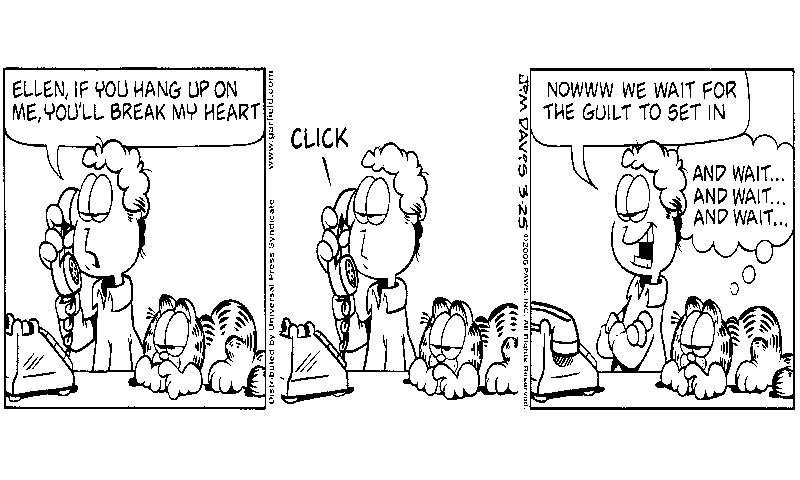 ELLEN, IF YOU HANG UP ON
ME, YOU'LL BREAK MY HEART
www.garfield.com
Distributed by Universal Press Syndicate
CLICK
JIM DAVIS 3-25
©2006 PAWS, INC. All Rights Reserved.
NOWWW WE WAIT FOR
THE GUILT TO SET IN
AND WAIT...
AND WAIT...
AND WAIT...